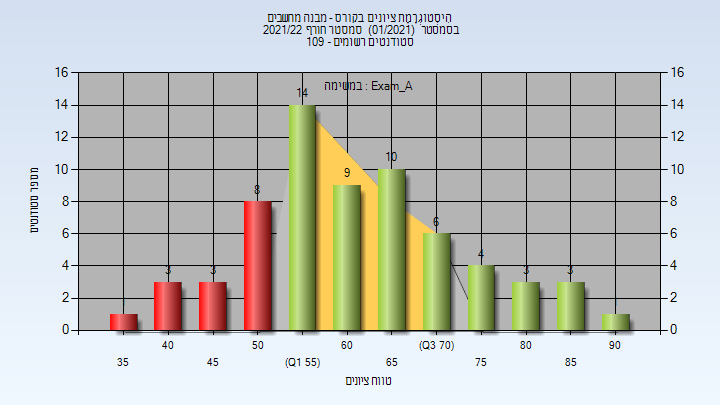 היסטוגרמת ציונים בקורס - מבנה מחשבים
בסמסטר (01/2021) סמסטר חורף 2021/22
סטודנטים רשומים - 109
במשימה : Exam_A
מספר סטודנטים
16 16
14 14
12 12
10 10
8 8
6 6
4 4
2 2
0 0
1 3 3 8 14 9 10 6 4 3 3 1
35 40 45 50 (Q1 55) 60 65 (Q3 70) 75 80 85 90
טווח ציונים